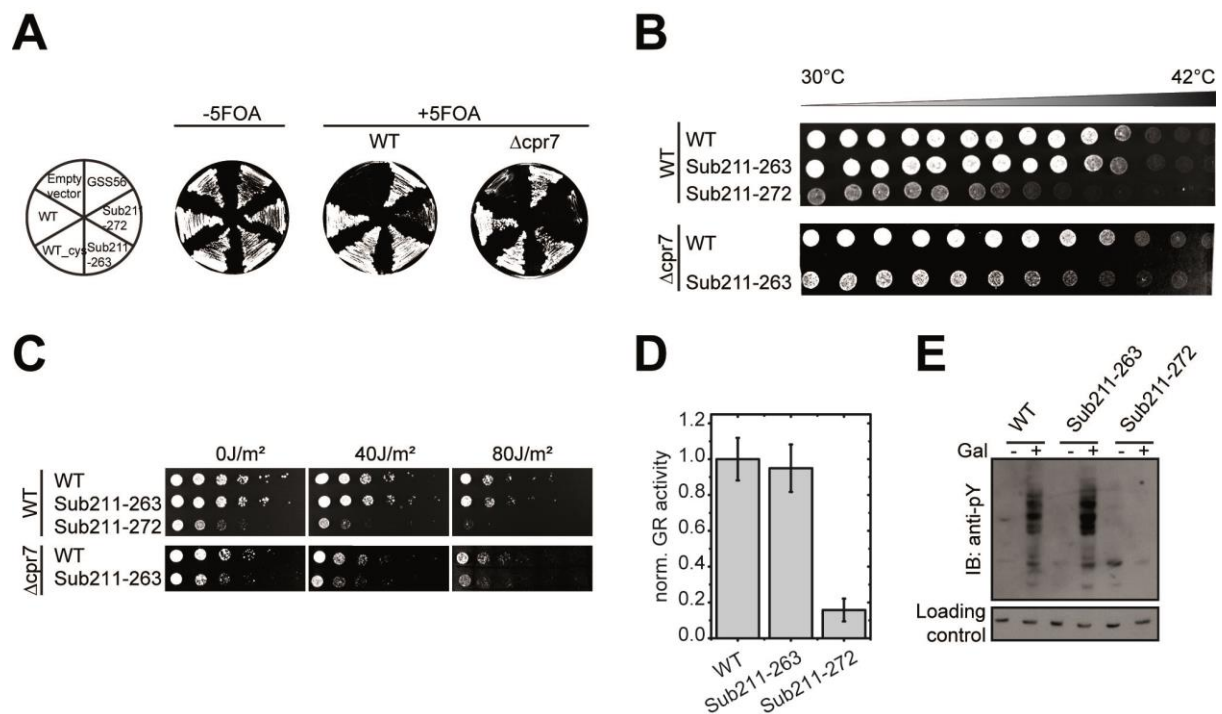 A
-5FOA
+5FOA
WT
Δcpr7
Empty
vector
GSS56
WT
Sub211
-272
WT_cys
Sub211
-263
B
30°C
42°C
WT
WT
Sub211-263
Sub211-272
Δcpr7
WT
Sub211-263
C
0J/m²
40J/m²
80J/m²
WT
WT
Sub211-263
Sub211-272
Δcpr7
WT
Sub211-263
D
norm. GR activity
1.2
1.0
0.8
0.6
0.4
0.2
0.0
WT
Sub211-263
Sub211-272
E
WT
Sub211-263
Sub211-272
Gal - + - + - +
IB: anti-pY
Loading
control